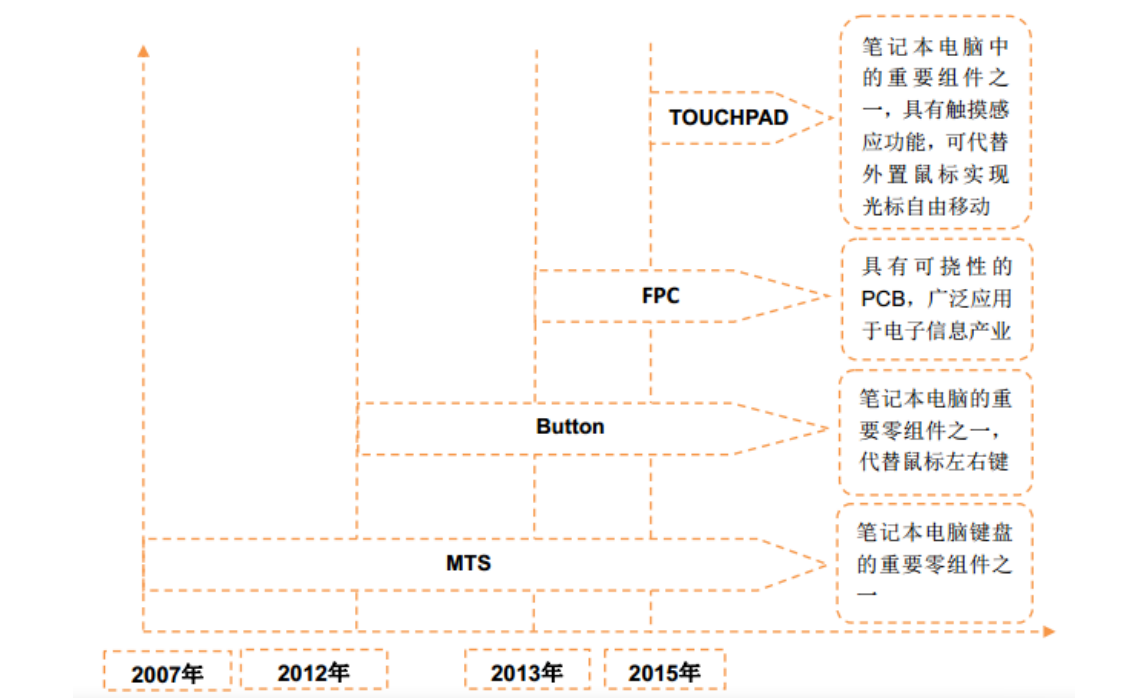 笔记本电脑中
的重要组件之
一，具有触摸感
应功能，可代替
外置鼠标实现
光标自由移动
TOUCHPAD
具有可挠性的
PCB，广泛应用
于电子信息产业
FPC
笔记本电脑的重
要零组件之一，
代替鼠标左右键
Button
笔记本电脑键盘
的重要零组件之
一
MTS
2007年
2012年
2013年
2015年